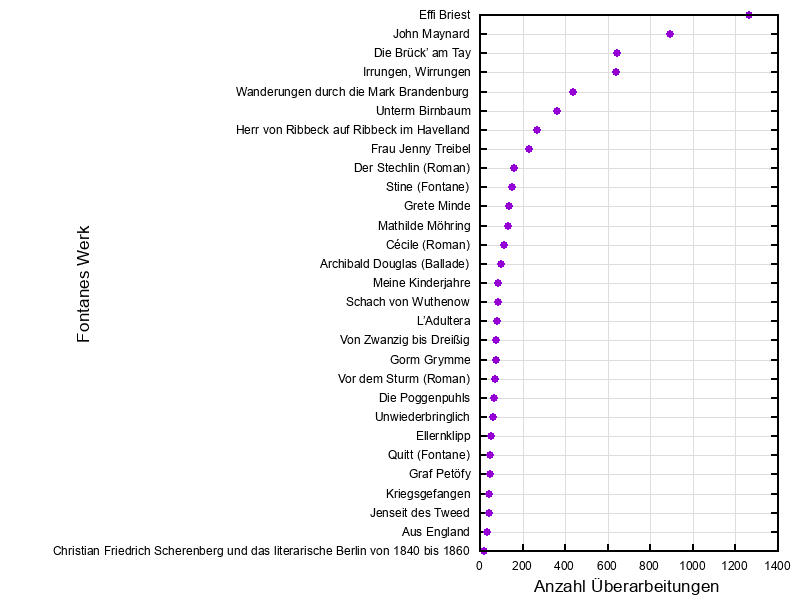 Effi Briest
John Maynard
Die Brück’ am Tay
Irrungen, Wirrungen
Wanderungen durch die Mark Brandenburg
Unterm Birnbaum
Herr von Ribbeck auf Ribbeck im Havelland
Frau Jenny Treibel
Der Stechlin (Roman)
Stine (Fontane)
Grete Minde
Mathilde Möhring
Cécile (Roman)
Archibald Douglas (Ballade)
Meine Kinderjahre
Schach von Wuthenow
L’Adultera
Von Zwanzig bis Dreißig
Gorm Grymme
Vor dem Sturm (Roman)
Die Poggenpuhls
Unwiederbringlich
Ellernklipp
Quitt (Fontane)
Graf Petöfy
Kriegsgefangen
Jenseit des Tweed
Aus England
Christian Friedrich Scherenberg und das literarische Berlin von 1840 bis 1860
Fontanes Werk
0 200 400 600 800 1000 1200 1400
Anzahl Überarbeitungen